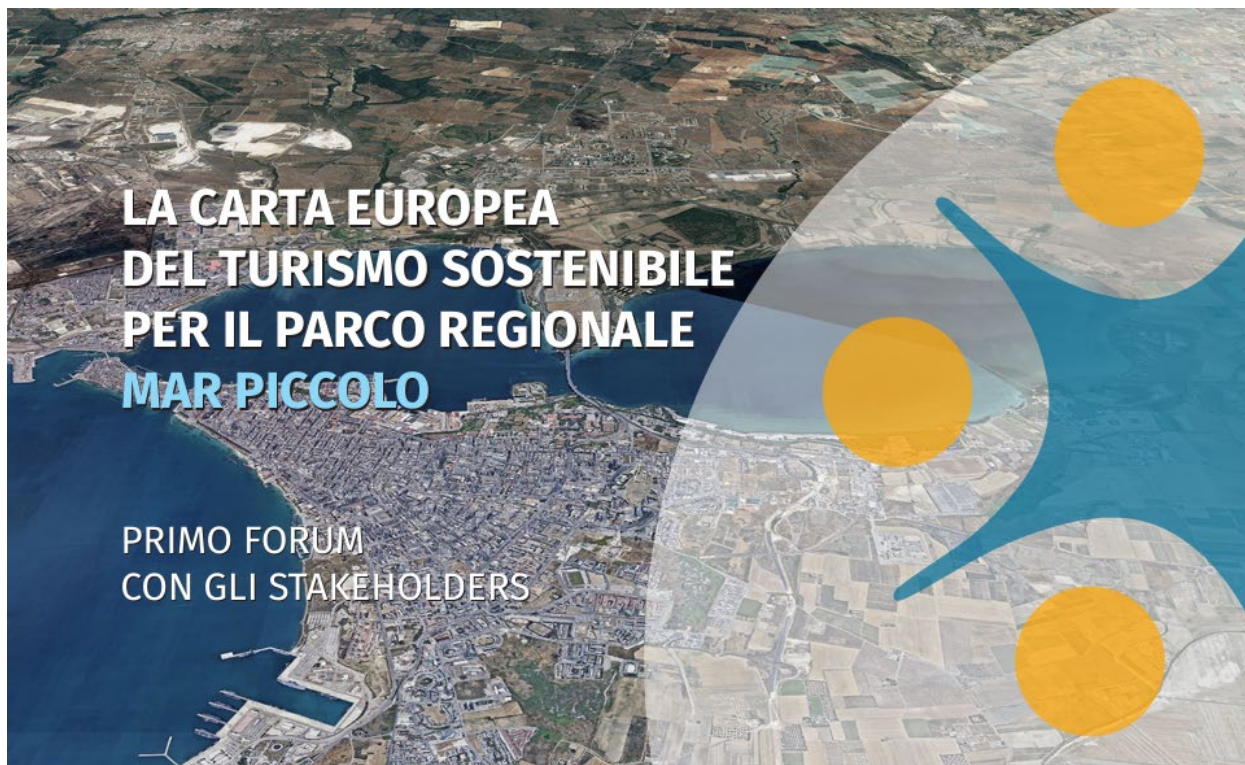 LA CARTA EUROPEA
DEL TURISMO SOSTENIBILE
PER IL PARCO REGIONALE
MAR PICCOLO
PRIMO FORUM
CON GLI STAKEHOLDERS